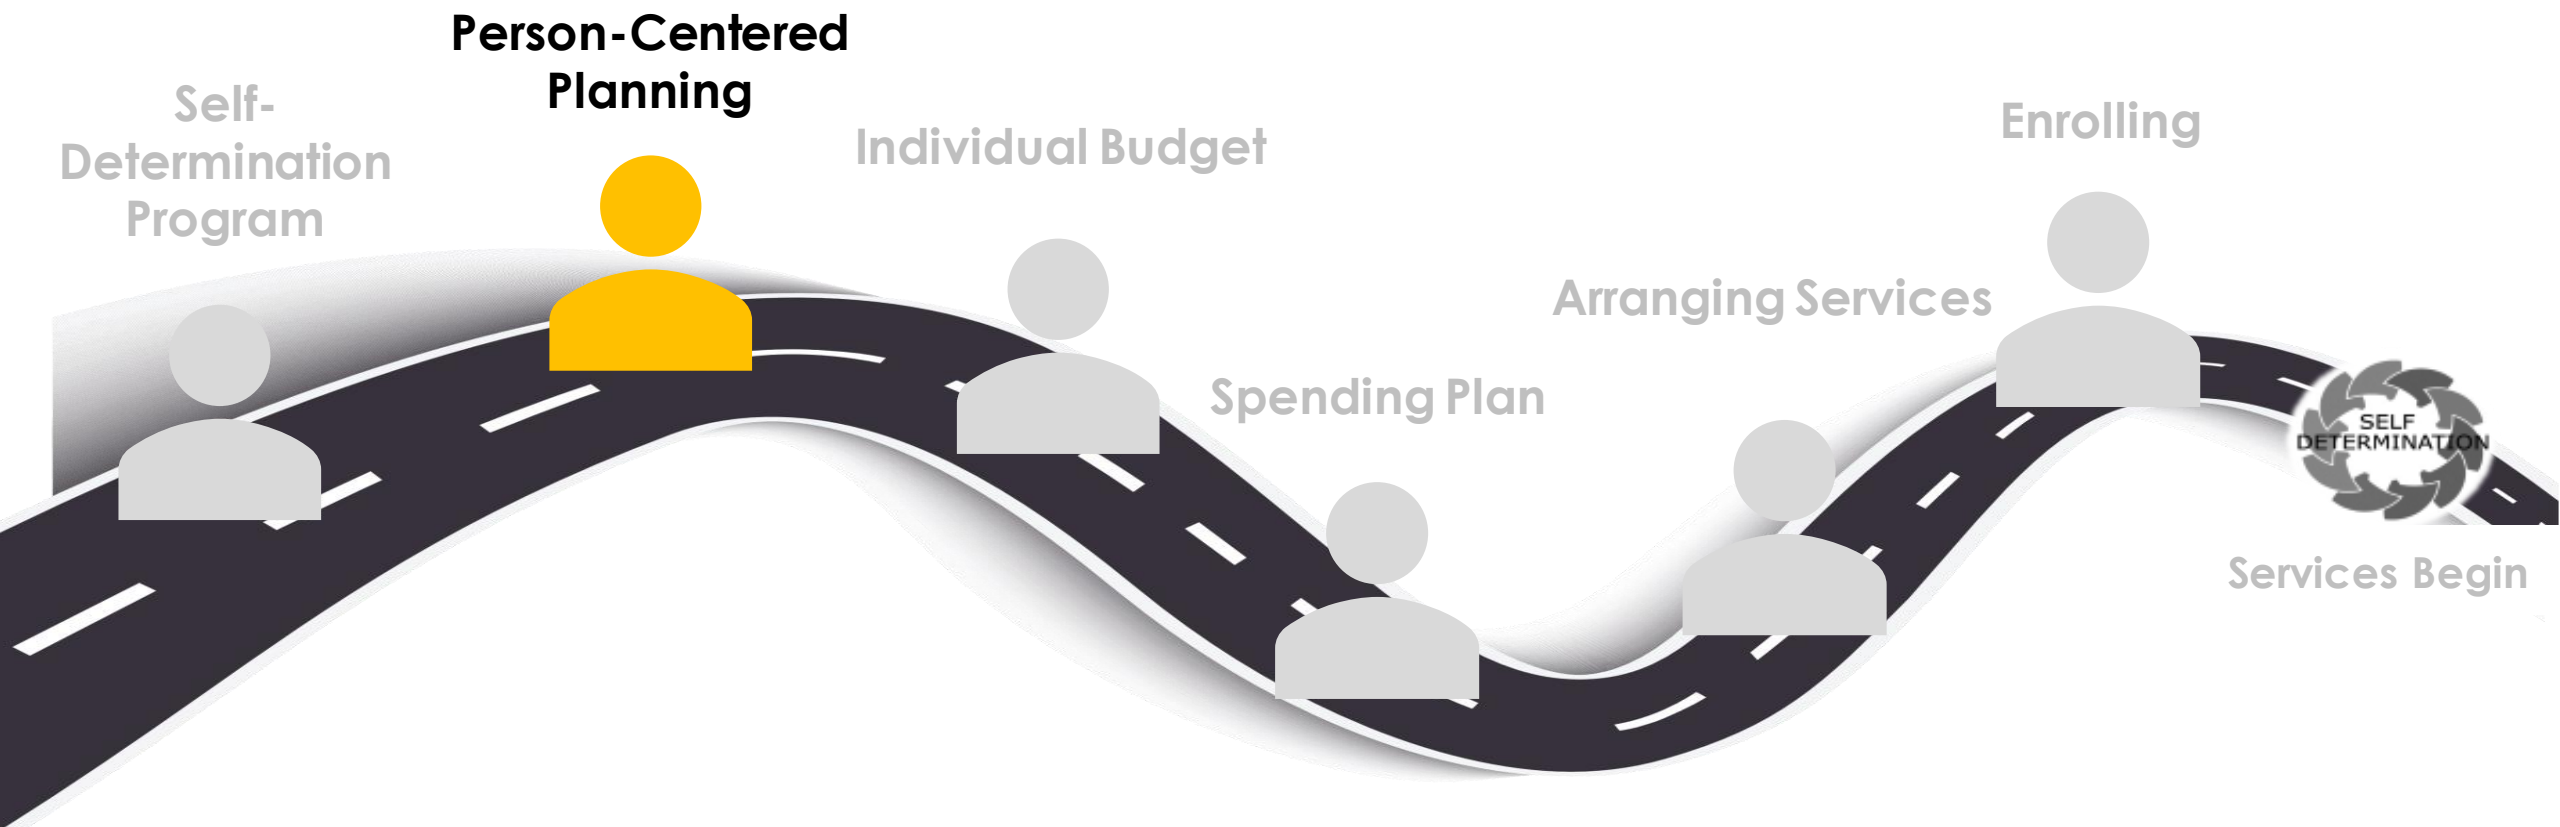 Self-
Determination
Program
Person-Centered
Planning
Individual Budget
Spending Plan
Arranging Services
Enrolling
SELF
DETERMINATION
Services Begin